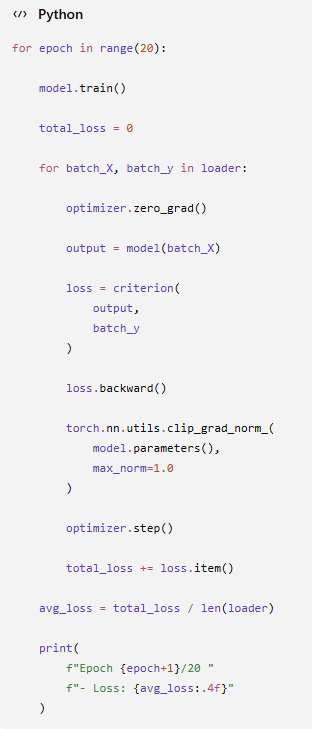 </> Python
for epoch in range(20):
    model.train()
    total_loss = 0
    for batch_X, batch_y in loader:
        optimizer.zero_grad()
        output = model(batch_X)
        loss = criterion(
            output,
            batch_y
        )
        loss.backward()
        torch.nn.utils.clip_grad_norm_(
            model.parameters(),
            max_norm=1.0
        )
        optimizer.step()
        total_loss += loss.item()
    avg_loss = total_loss / len(loader)
    print(
        f"Epoch {epoch+1}/20 "
        f"- Loss: {avg_loss:.4f}"
    )